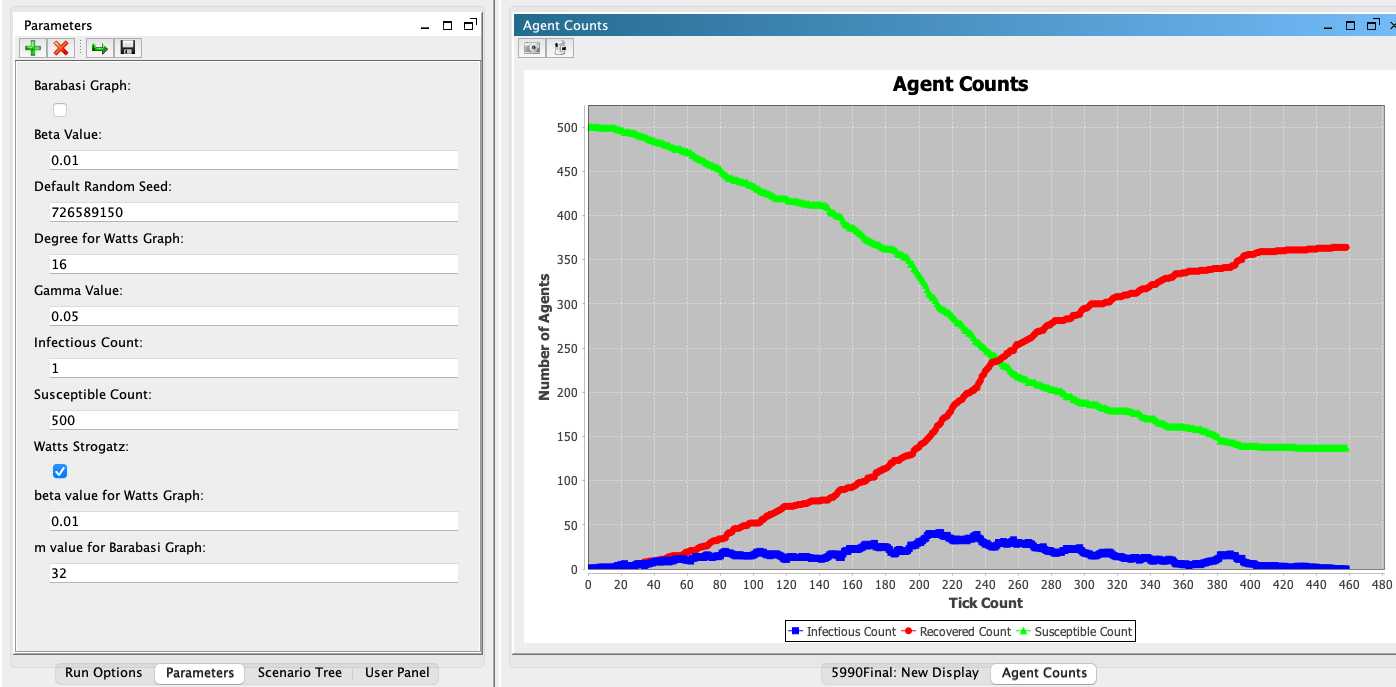 Parameters
Barabasi Graph:
Beta Value:
0.01
Default Random Seed:
726589150
Degree for Watts Graph:
16
Gamma Value:
0.05
Infectious Count:
1
Susceptible Count:
500
Watts Strogatz:
beta value for Watts Graph:
0.01
m value for Barabasi Graph:
32
Run Options
Parameters
Scenario Tree
User Panel
Agent Counts
Agent Counts
Number of Agents
500
450
400
350
300
250
200
150
100
50
0
0 20 40 60 80 100 120 140 160 180 200 220 240 260 280 300 320 340 360 380 400 420 440 460 480
Tick Count
Infectious Count Recovered Count Susceptible Count
5990Final: New Display
Agent Counts